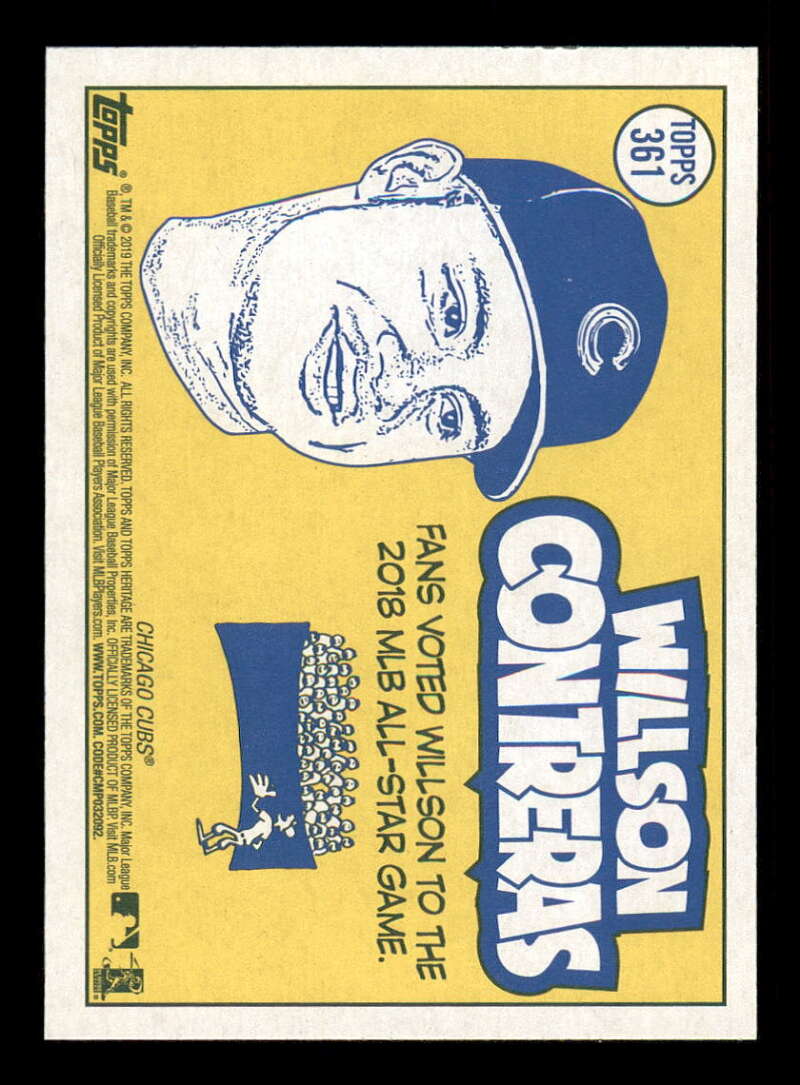 TOPPS
361
WILLSON
CONTRERAS
FANS VOTED WILLSON TO THE
2018 MLB ALL-STAR GAME.
C
CHICAGO CUBS®
topps® ®, TM & © 2019 THE TOPPS COMPANY, INC. ALL RIGHTS RESERVED. TOPPS AND TOPPS HERITAGE ARE TRADEMARKS OF THE TOPPS COMPANY, INC. Major League
Baseball trademarks and copyrights are used with permission of Major League Baseball Properties, Inc. OFFICIALLY LICENSED PRODUCT OF MLBP. Visit MLB.com
Officially Licensed Product of Major League Baseball Players Association. Visit MLBPlayers.com. WWW.TOPPS.COM. CODE#CMP032092.